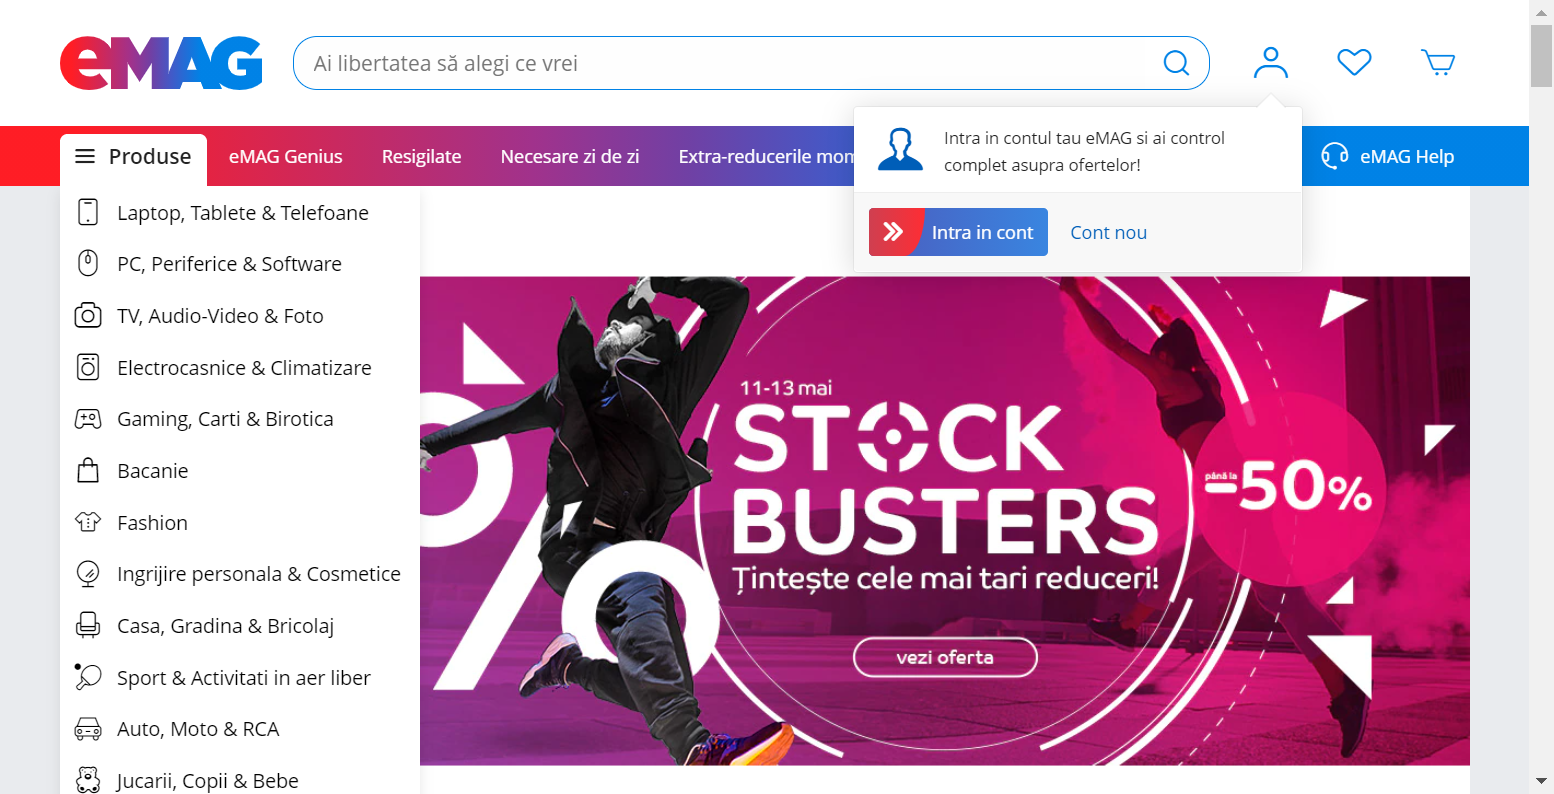 eMAG
Ai libertatea să alegi ce vrei
Produse
eMAG Genius
Resigilate
Necesare zi de zi
Extra-reducerile mom
eMAG Help
Intra in contul tau eMAG si ai control
complet asupra ofertelor!
Intra in cont
Cont nou
Laptop, Tablete & Telefoane
PC, Periferice & Software
TV, Audio-Video & Foto
Electrocasnice & Climatizare
Gaming, Carti & Birotica
Bacanie
Fashion
Ingrijire personala & Cosmetice
Casa, Gradina & Bricolaj
Sport & Activitati in aer liber
Auto, Moto & RCA
Jucarii, Copii & Bebe
%
11-13 mai
STOCK
BUSTERS
Țintește cele mai tari reduceri!
vezi oferta
până la
-50%